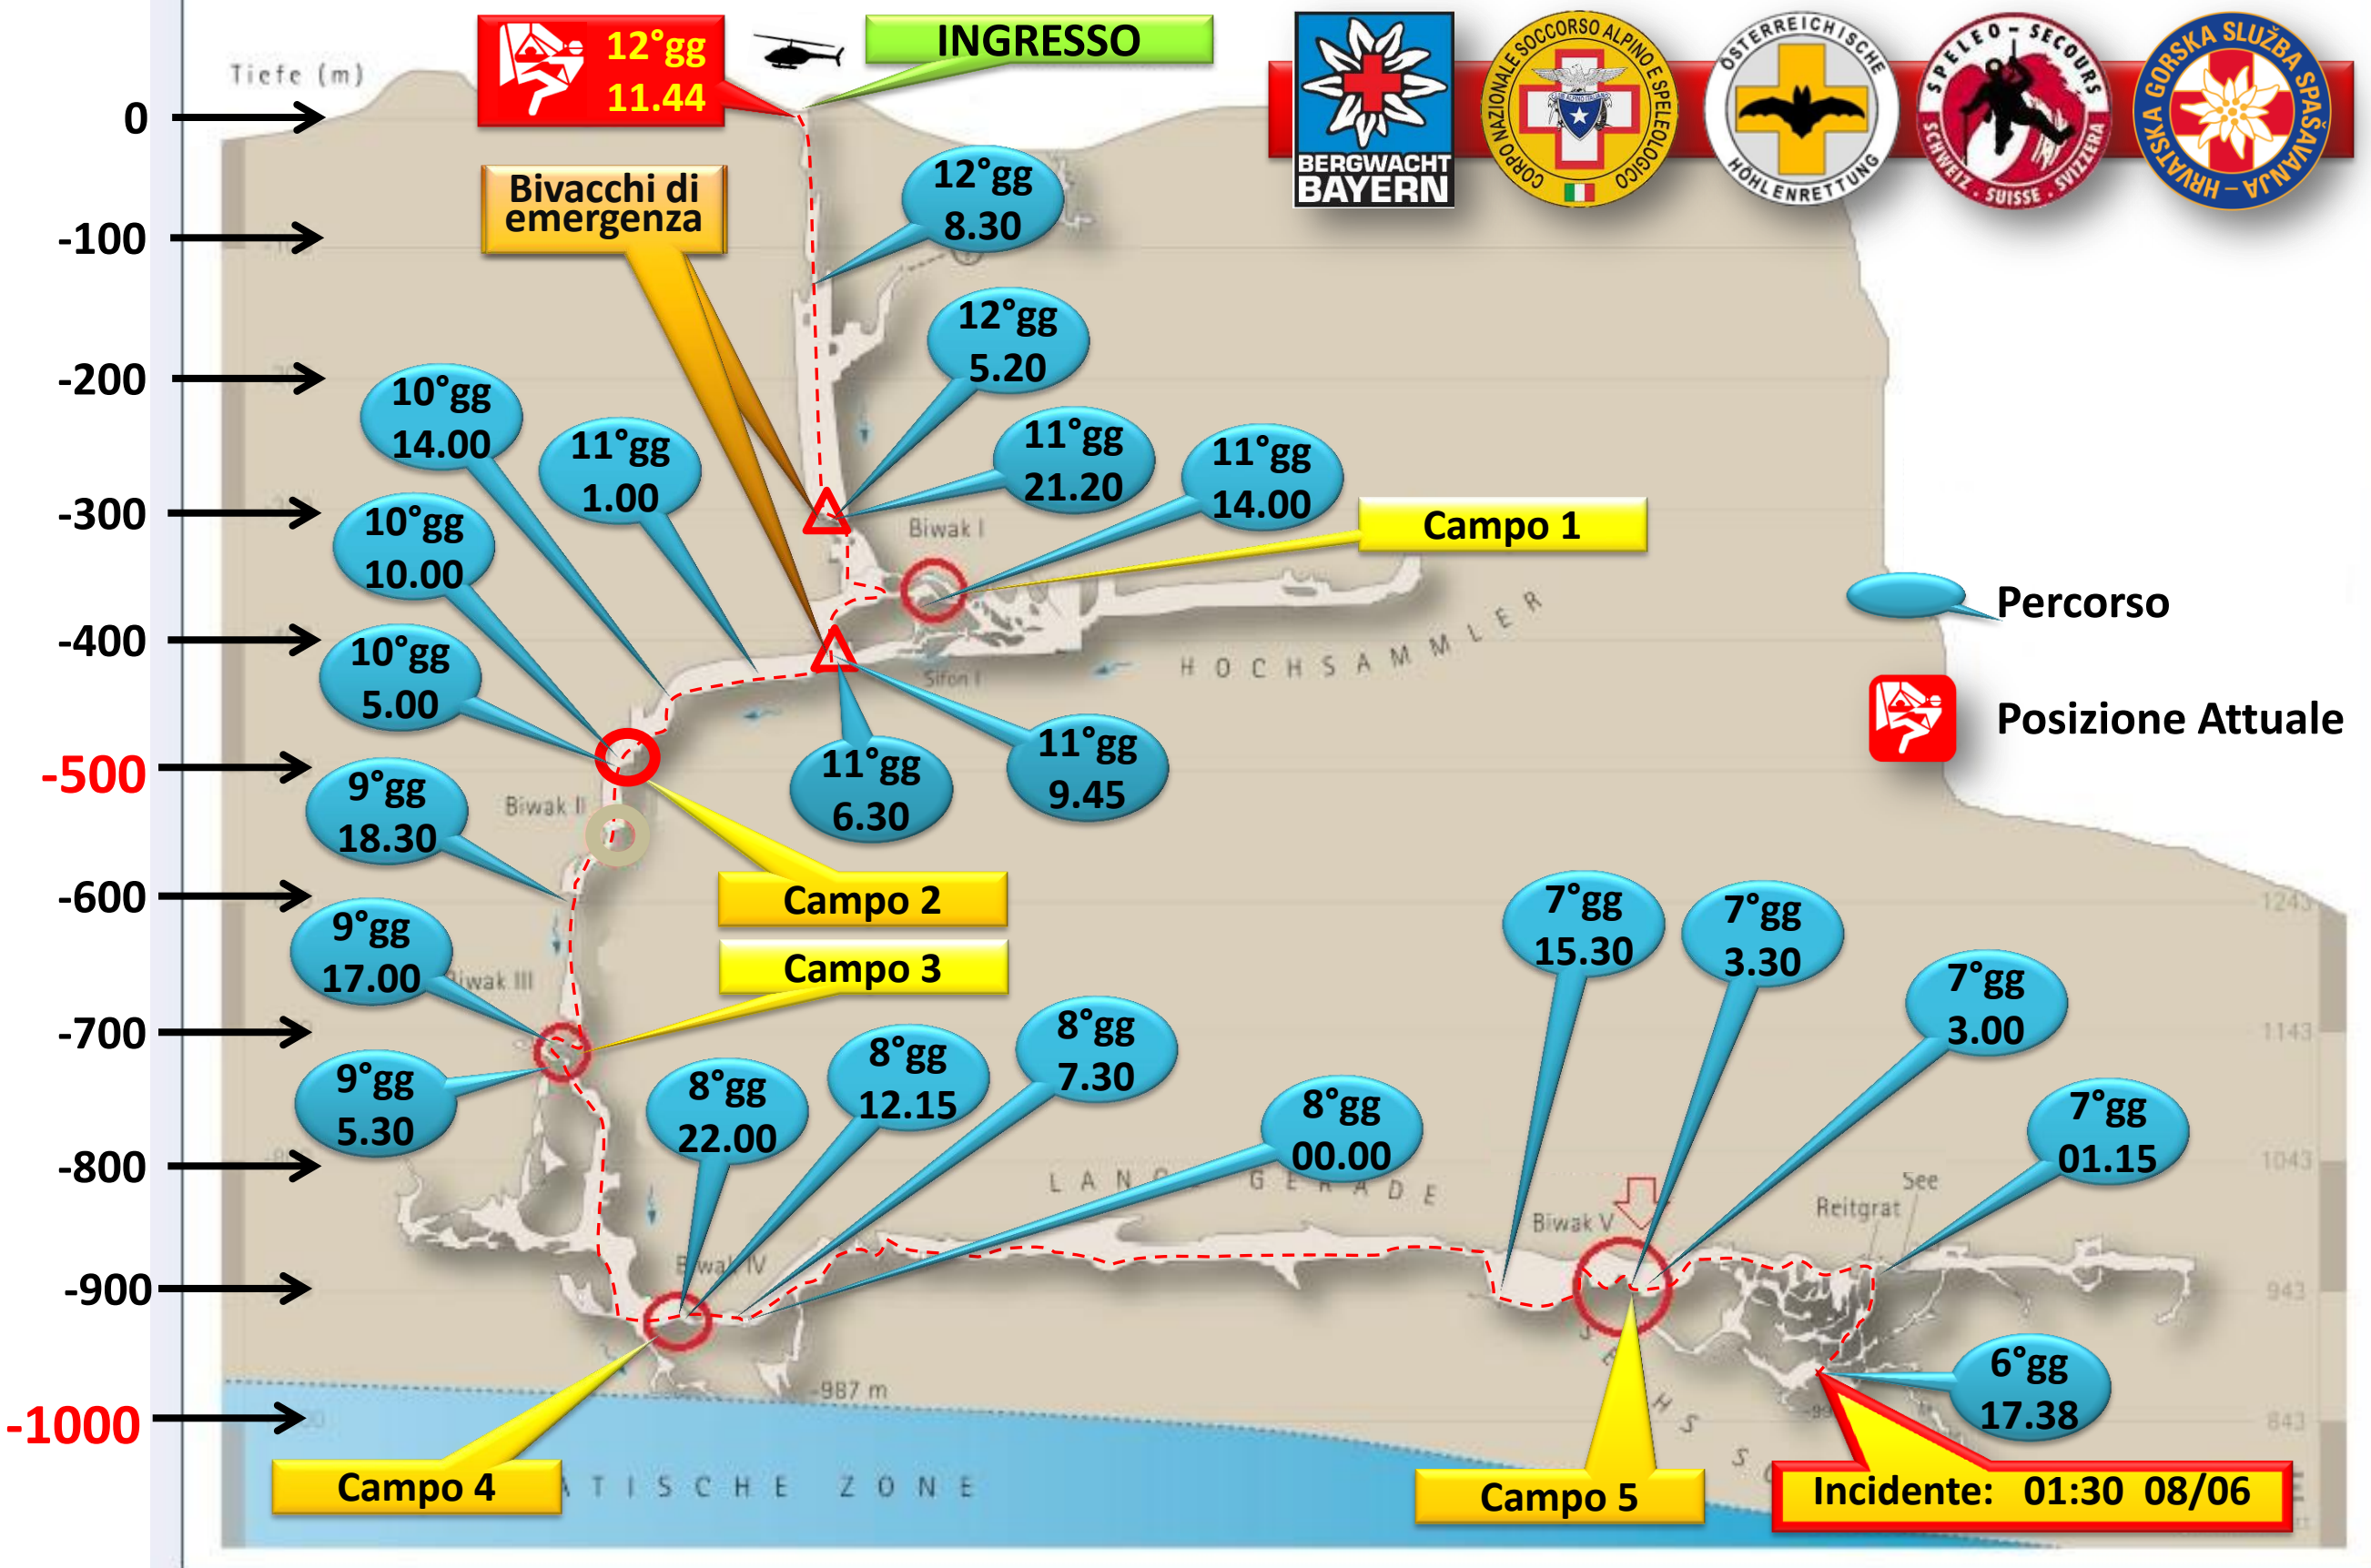 Tiefe (m)
12°gg
11.44
INGRESSO
BERGWACHT
BAYERN
CORPO NAZIONALE SOCCORSO ALPINO E SPELEOLOGICO
CLUB ALPINO ITALIANO
ÖSTERREICHISCHE
HÖHLENRETTUNG
SPELEO-SECOURS
SCHWEIZ · SUISSE · SVIZZERA
HRVATSKA GORSKA SLUŽBA SPAŠAVANJA
0
-100
-200
-300
-400
-500
-600
-700
-800
-900
-1000
Bivacchi di
emergenza
12°gg
8.30
12°gg
5.20
11°gg
21.20
11°gg
14.00
10°gg
14.00
11°gg
1.00
10°gg
10.00
10°gg
5.00
Biwak I
Campo 1
HOCHSAMMLER
Sifon I
Percorso
Posizione Attuale
11°gg
6.30
11°gg
9.45
9°gg
18.30
Biwak II
Campo 2
9°gg
17.00
Biwak III
Campo 3
9°gg
5.30
8°gg
22.00
8°gg
12.15
8°gg
7.30
8°gg
00.00
7°gg
15.30
7°gg
3.30
7°gg
3.00
7°gg
01.15
1243
1143
1043
943
843
GERADE
Biwak V
Reitgrat
See
Biwak IV
-987 m
6°gg
17.38
Campo 4
ATISCHE ZONE
Campo 5
Incidente: 01:30 08/06